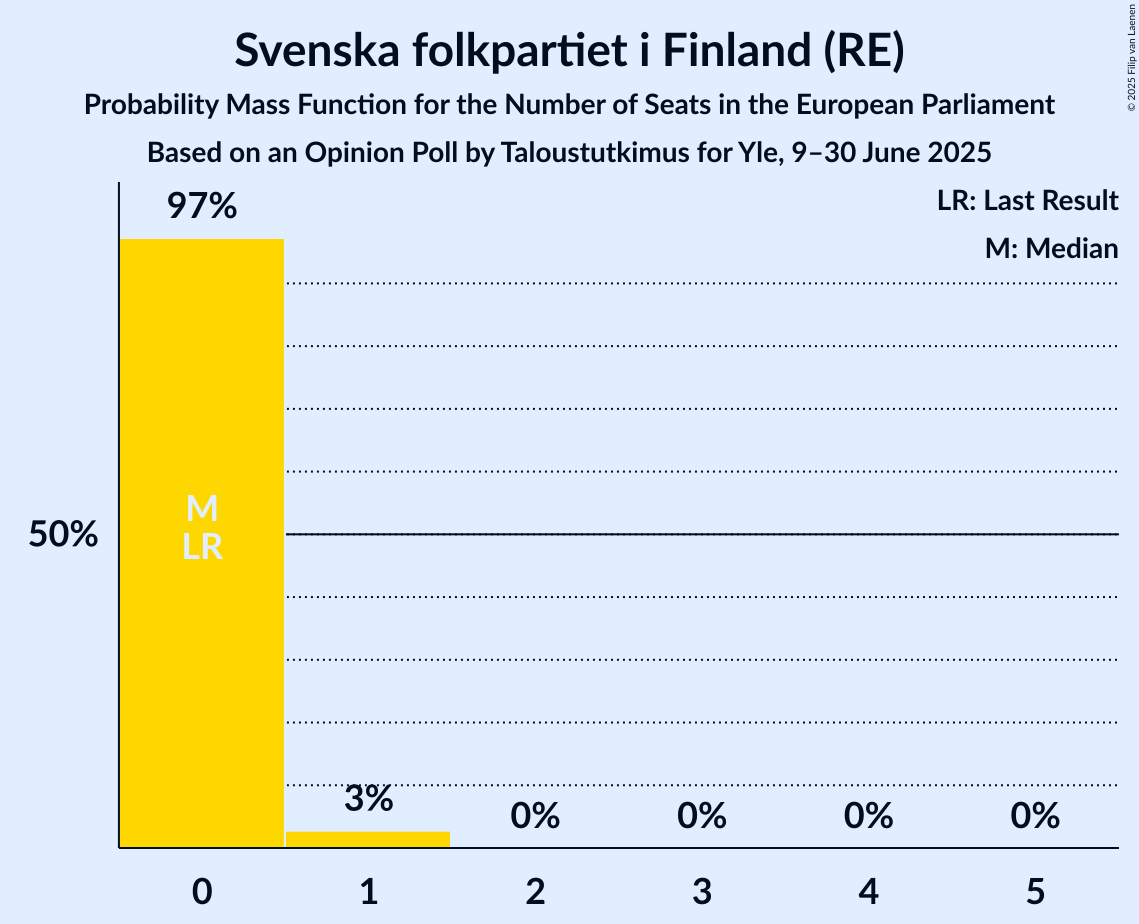 Svenska folkpartiet i Finland (RE)
Probability Mass Function for the Number of Seats in the European Parliament
Based on an Opinion Poll by Taloustutkimus for Yle, 9–30 June 2025
© 2025 Filip van Laenen
LR: Last Result
M: Median
97%
M
LR
50%
3%
0%
0%
0%
0%
0
1
2
3
4
5